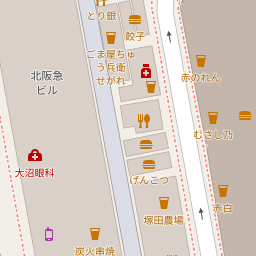 とり銀
餃子
ごま屋ちゅ
う兵衛
せがれ
北阪急
ビル
赤のれん
むさし乃
大沼眼科
げんこつ
赤白
塚田農場
炭火串焼